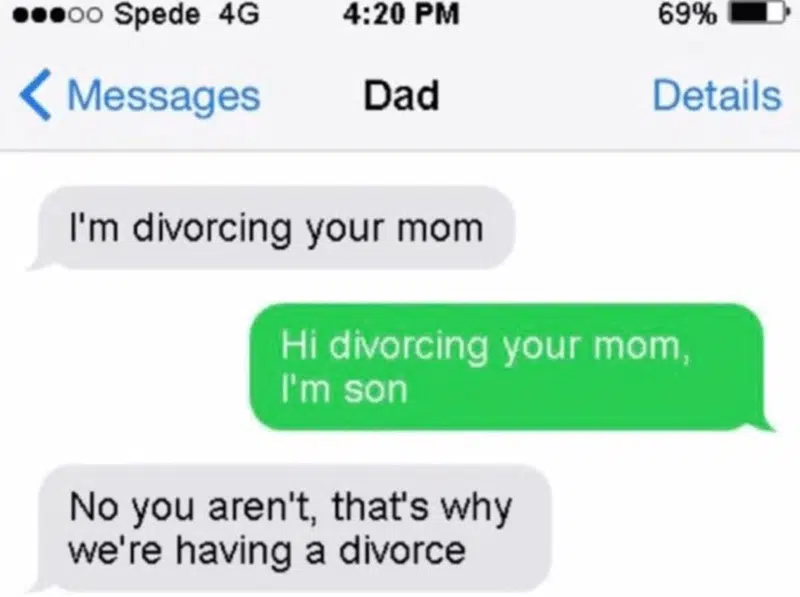 Spede 4G 4:20 PM 69%
Messages Dad Details
I'm divorcing your mom
Hi divorcing your mom,
I'm son
No you aren't, that's why
we're having a divorce